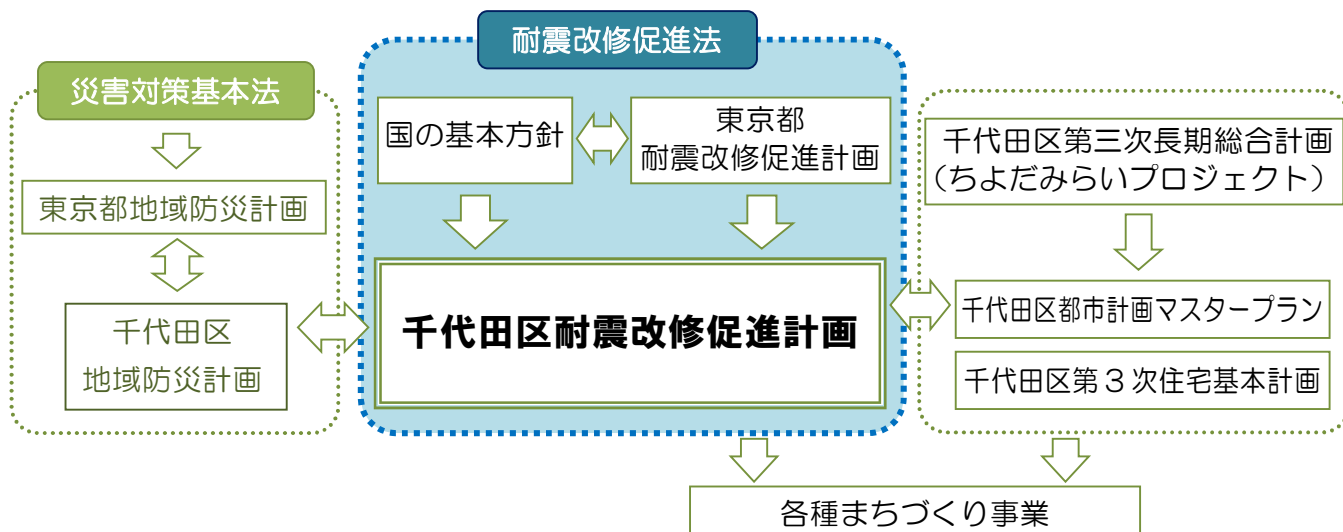 耐震改修促進法
災害対策基本法
国の基本方針
東京都
耐震改修促進計画
千代田区第三次長期総合計画
（ちよだみらいプロジェクト）
東京都地域防災計画
千代田区
地域防災計画
千代田区耐震改修促進計画
千代田区都市計画マスタープラン
千代田区第３次住宅基本計画
各種まちづくり事業